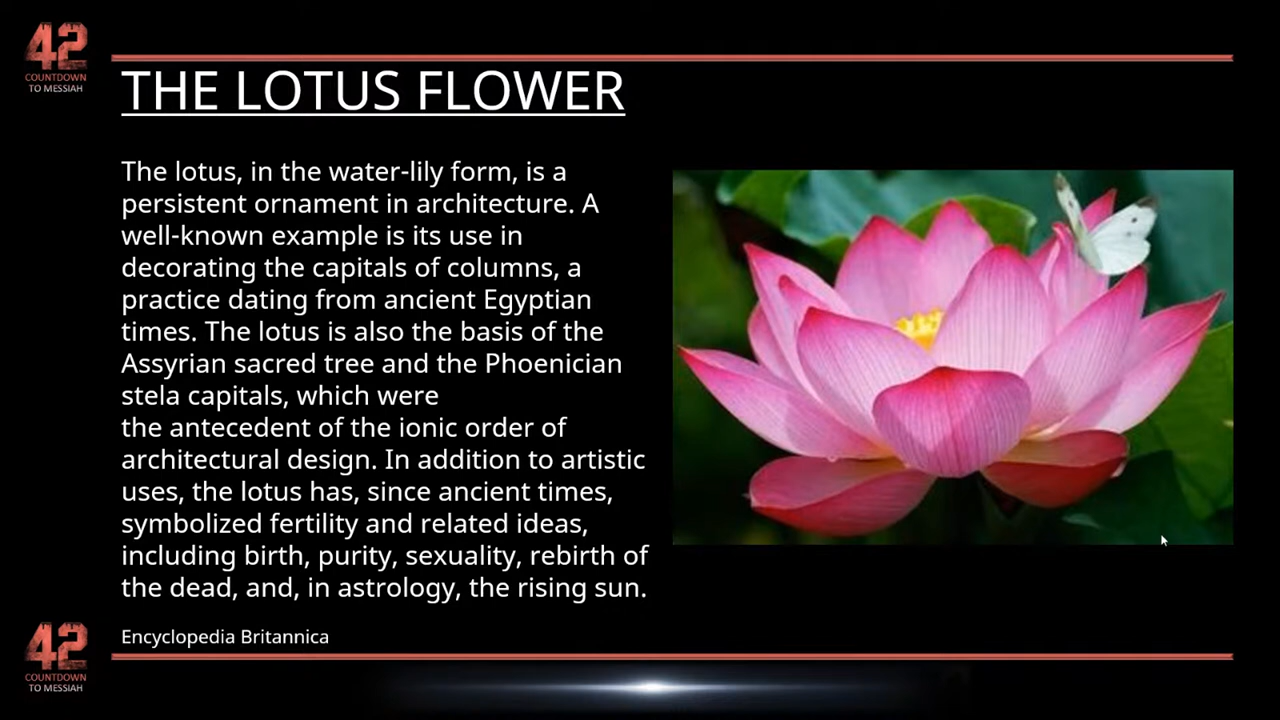 42
COUNTDOWN
TO MESSIAH
THE LOTUS FLOWER
The lotus, in the water-lily form, is a
persistent ornament in architecture. A
well-known example is its use in
decorating the capitals of columns, a
practice dating from ancient Egyptian
times. The lotus is also the basis of the
Assyrian sacred tree and the Phoenician
stela capitals, which were
the antecedent of the ionic order of
architectural design. In addition to artistic
uses, the lotus has, since ancient times,
symbolized fertility and related ideas,
including birth, purity, sexuality, rebirth of
the dead, and, in astrology, the rising sun.
Encyclopedia Britannica
42
COUNTDOWN
TO MESSIAH